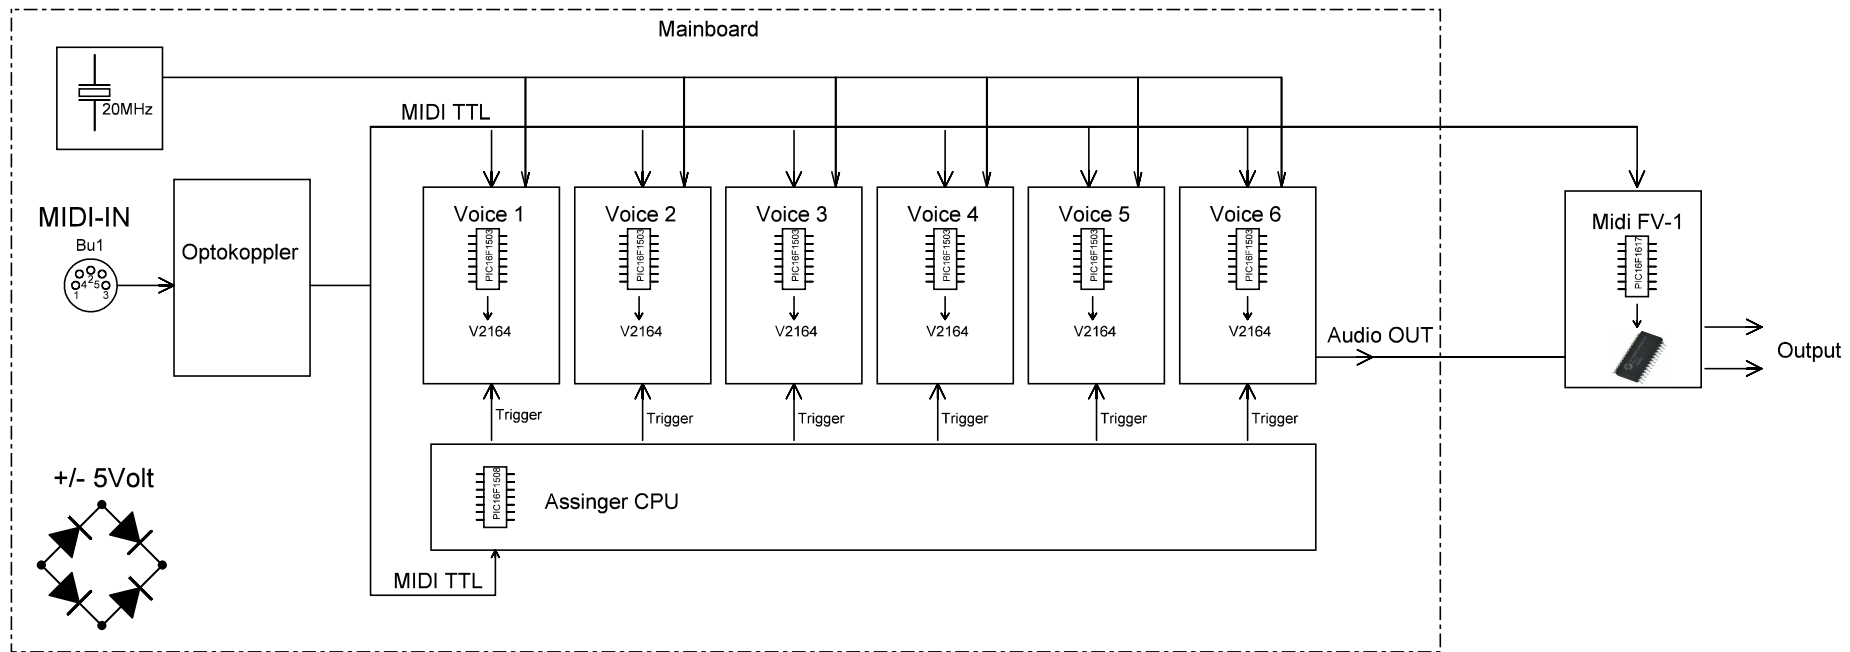 Mainboard
20MHz
MIDI TTL
MIDI-IN
Bu1
4 2 5
1 3
Optokoppler
Voice 1
PIC16F1503
V2164
Voice 2
PIC16F1503
V2164
Voice 3
PIC16F1503
V2164
Voice 4
PIC16F1503
V2164
Voice 5
PIC16F1503
V2164
Voice 6
PIC16F1503
V2164
Midi FV-1
PIC16F1617
Audio OUT
Output
Trigger
Trigger
Trigger
Trigger
Trigger
Trigger
PIC16F1508
Assinger CPU
+/- 5Volt
MIDI TTL